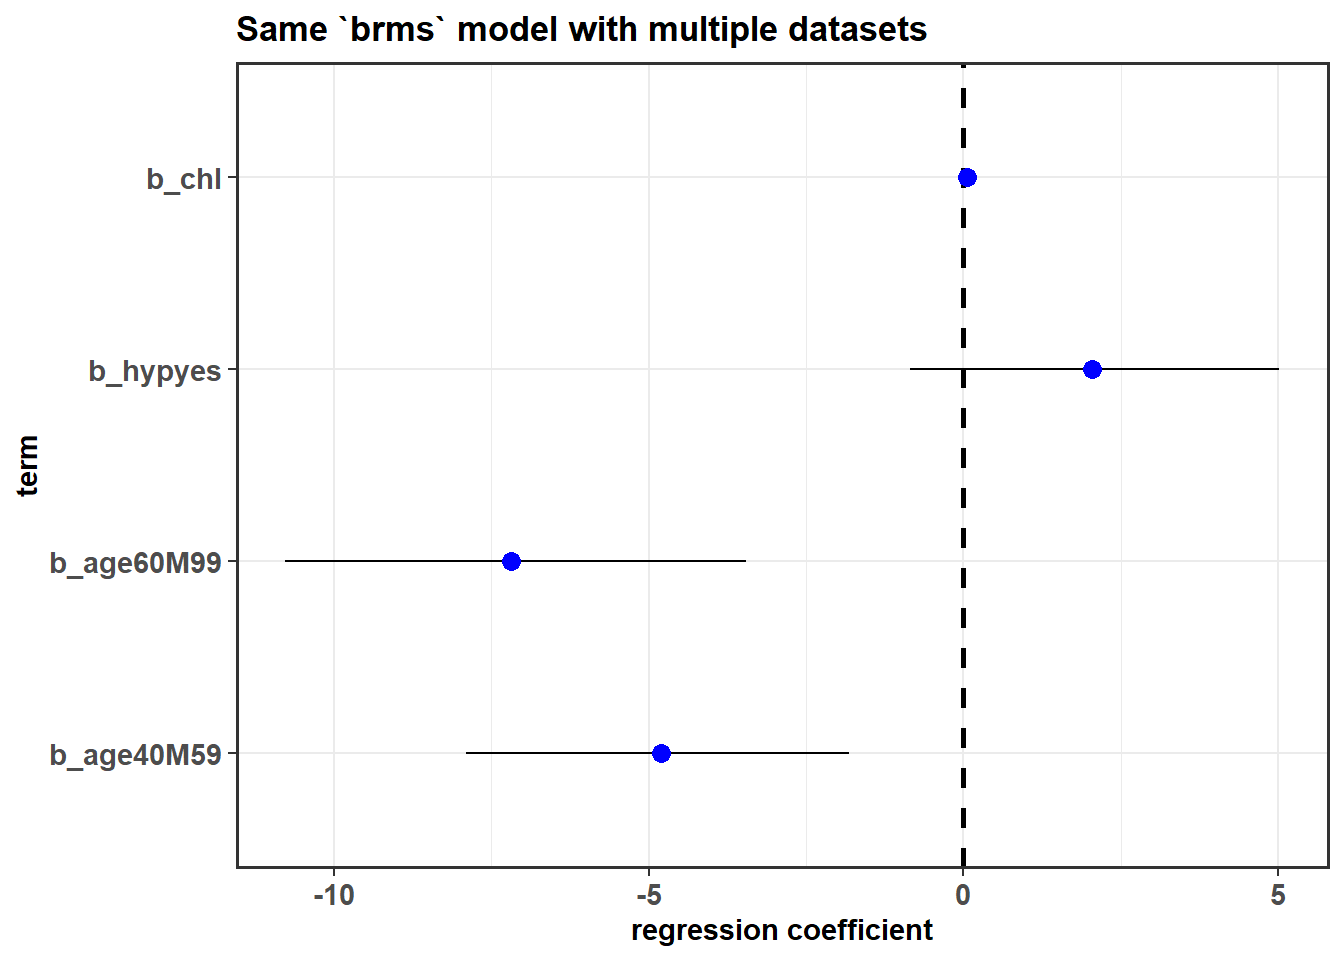 Same `brms` model with multiple datasets
b_chl
b_hypyes
term
b_age60M99
b_age40M59
-10 -5 0 5
regression coefficient